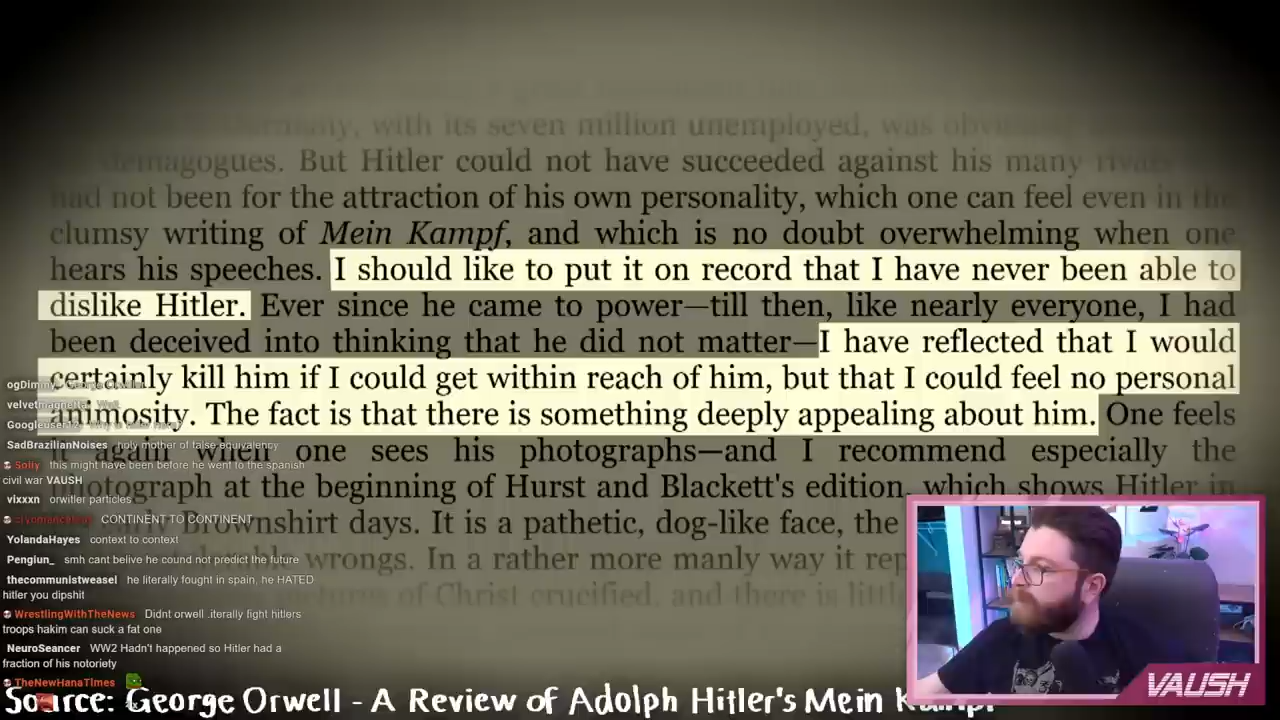 Germany, with its seven million unemployed, was
demagogues. But Hitler could not have succeeded against his many rivals
had not been for the attraction of his own personality, which one can feel even in the
clumsy writing of Mein Kampf, and which is no doubt overwhelming when one
hears his speeches. I should like to put it on record that I have never been able to
dislike Hitler. Ever since he came to power—till then, like nearly everyone, I had
been deceived into thinking that he did not matter—I have reflected that I would
certainly kill him if I could get within reach of him, but that I could feel no personal
animosity. The fact is that there is something deeply appealing about him. One feels
it again when one sees his photographs—and I recommend especially the
photograph at the beginning of Hurst and Blackett's edition, which shows Hitler in
Brownshirt days. It is a pathetic, dog-like face, the
wrongs. In a rather more manly way it
pictures of Christ crucified, and there is
ogDimmy George Orwell
velvetmagnetta
SadBrazilianNoises holy mother of false equivalency
Solly this might have been before he went to the spanish
civil war VAUSH
vixxxn orwitler particles
CONTINENT TO CONTINENT
YolandaHayes context to context
Pengiun_ smh cant belive he cound not predict the future
thecommunistweasel he literally fought in spain, he HATED
hitler you dipshit
WrestlingWithTheNews Didnt orwell .iterally fight hitlers
troops hakim can suck a fat one
NeuroSeancer WW2 Hadn't happened so Hitler had a
fraction of his notoriety
TheNewHanaTimes
Source: George Orwell - A Review of Adolph Hitler's Mein Kampf
VAUSH